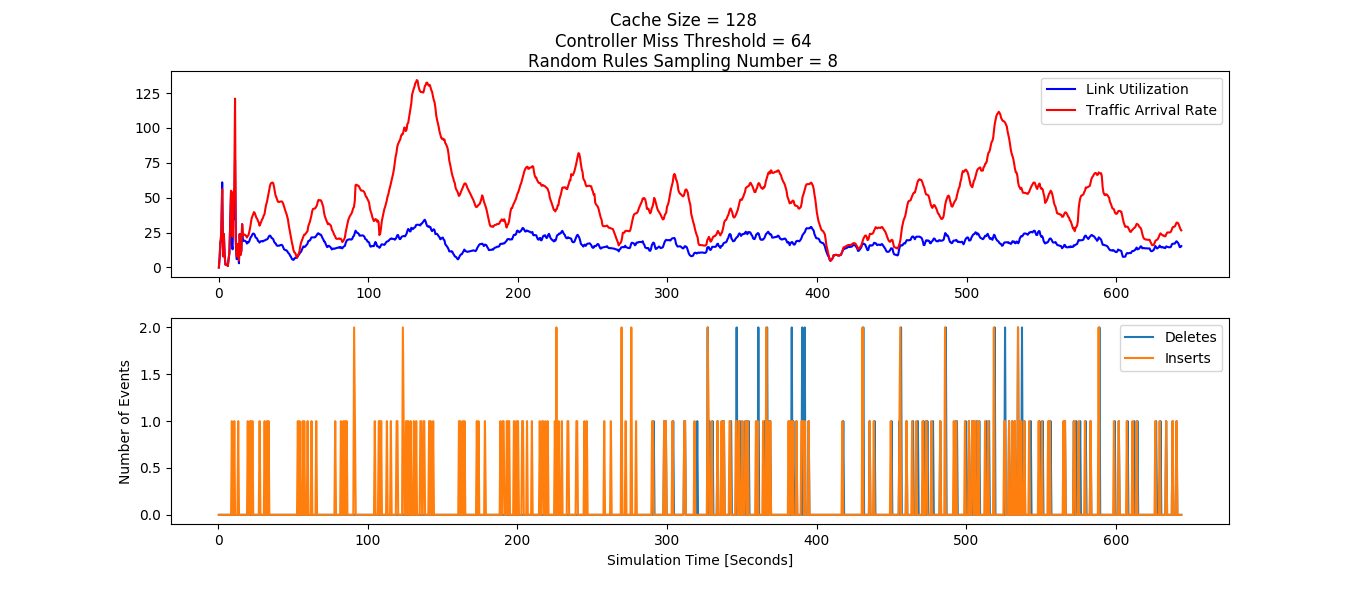 Cache Size = 128
Controller Miss Threshold = 64
Random Rules Sampling Number = 8
Link Utilization
Traffic Arrival Rate
125
100
75
50
25
0
0 100 200 300 400 500 600
Deletes
Inserts
2.0
1.5
1.0
0.5
0.0
Number of Events
0 100 200 300 400 500 600
Simulation Time [Seconds]